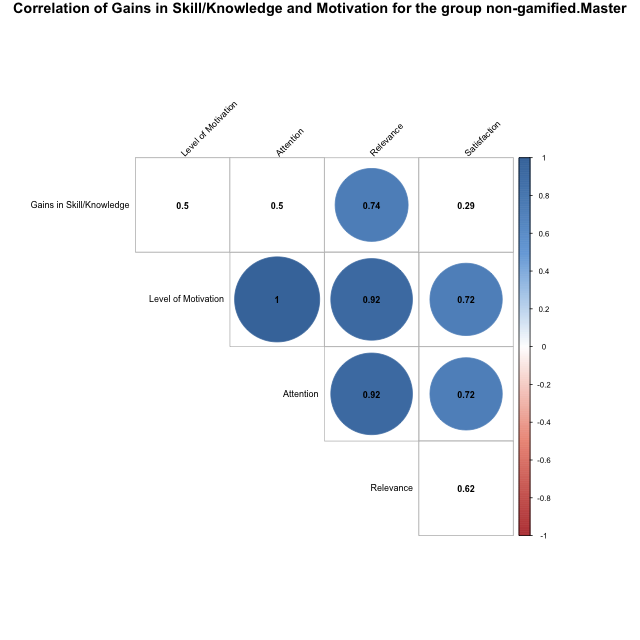 Correlation of Gains in Skill/Knowledge and Motivation for the group non-gamified.Master
Level of Motivation
Attention
Relevance
Satisfaction
Gains in Skill/Knowledge
0.5
0.5
0.74
0.29
Level of Motivation
1
0.92
0.72
Attention
0.92
0.72
Relevance
0.62
1
0.8
0.6
0.4
0.2
0
-0.2
-0.4
-0.6
-0.8
-1